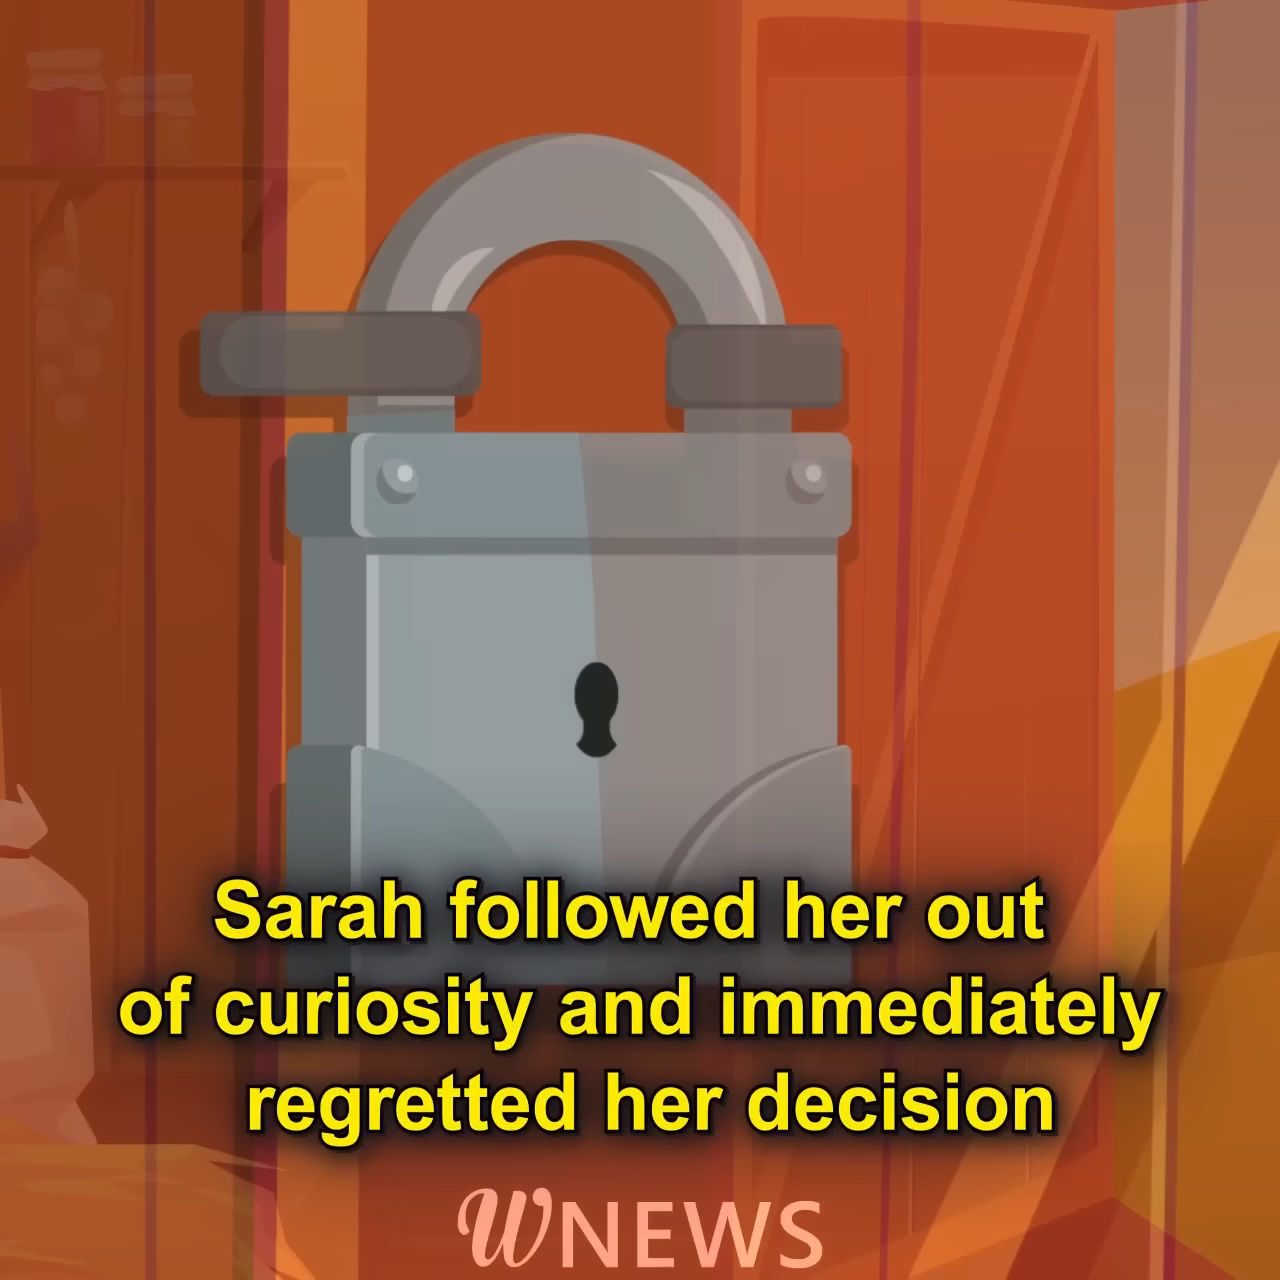 Sarah followed her out
of curiosity and immediately
regretted her decision
WNEWS